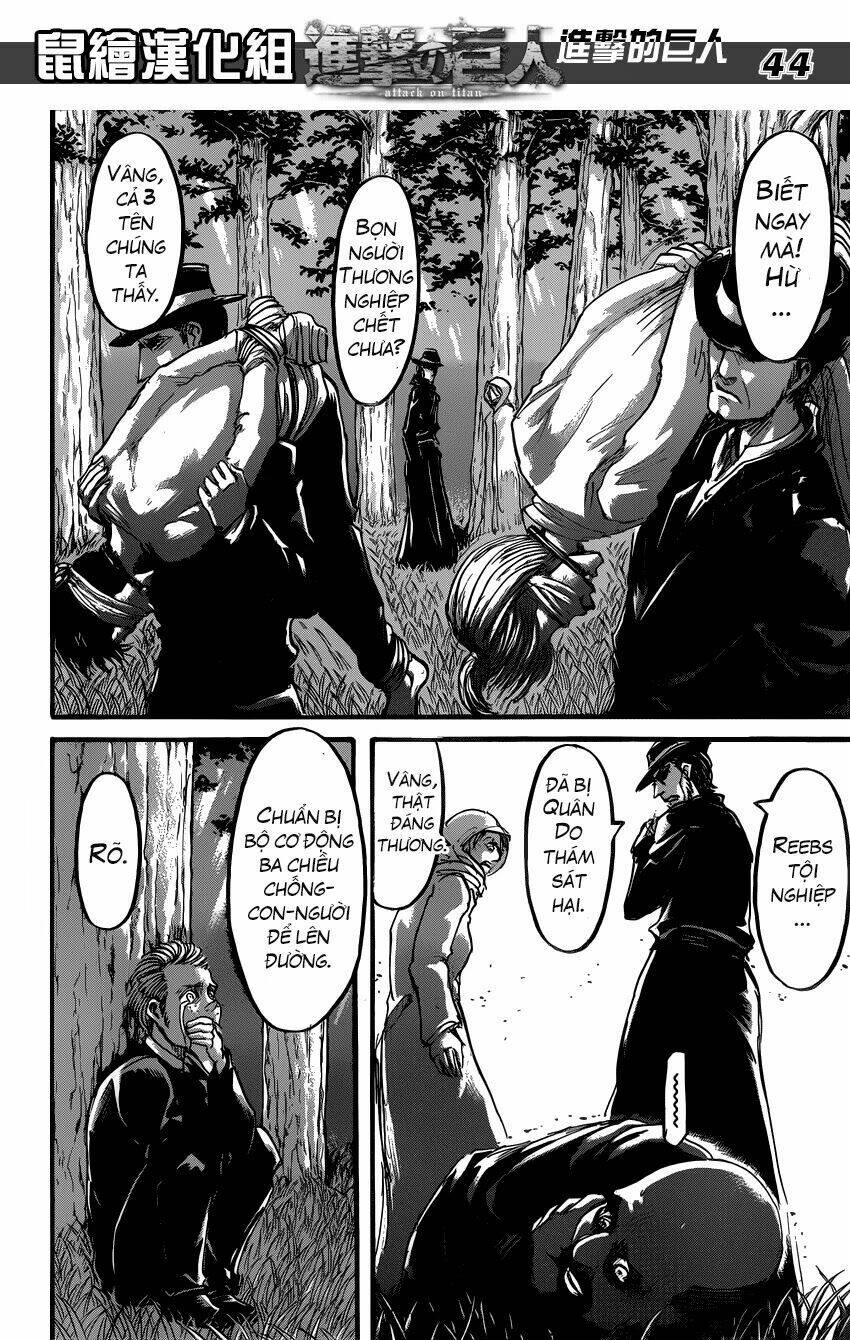 鼠繪漢化組
進撃の巨人
attack on titan
進擊的巨人
44
BIẾT
NGAY
MÀ!
HỪ
...
BỌN
NGƯỜI
THƯƠNG
NGHIỆP
CHẾT
CHƯA?
VÂNG,
CẢ 3
TÊN
CHÚNG
TA
THẤY.
REEBS
TỘI
NGHIỆP
...
ĐÃ BỊ
QUÂN
DO
THÁM
SÁT
HẠI.
VÂNG,
THẬT
ĐÁNG
THƯƠNG.
CHUẨN BỊ
BỘ CƠ ĐỘNG
BA CHIỀU
CHỐNG-
CON-NGƯỜI
ĐỂ LÊN
ĐƯỜNG.
RÕ.